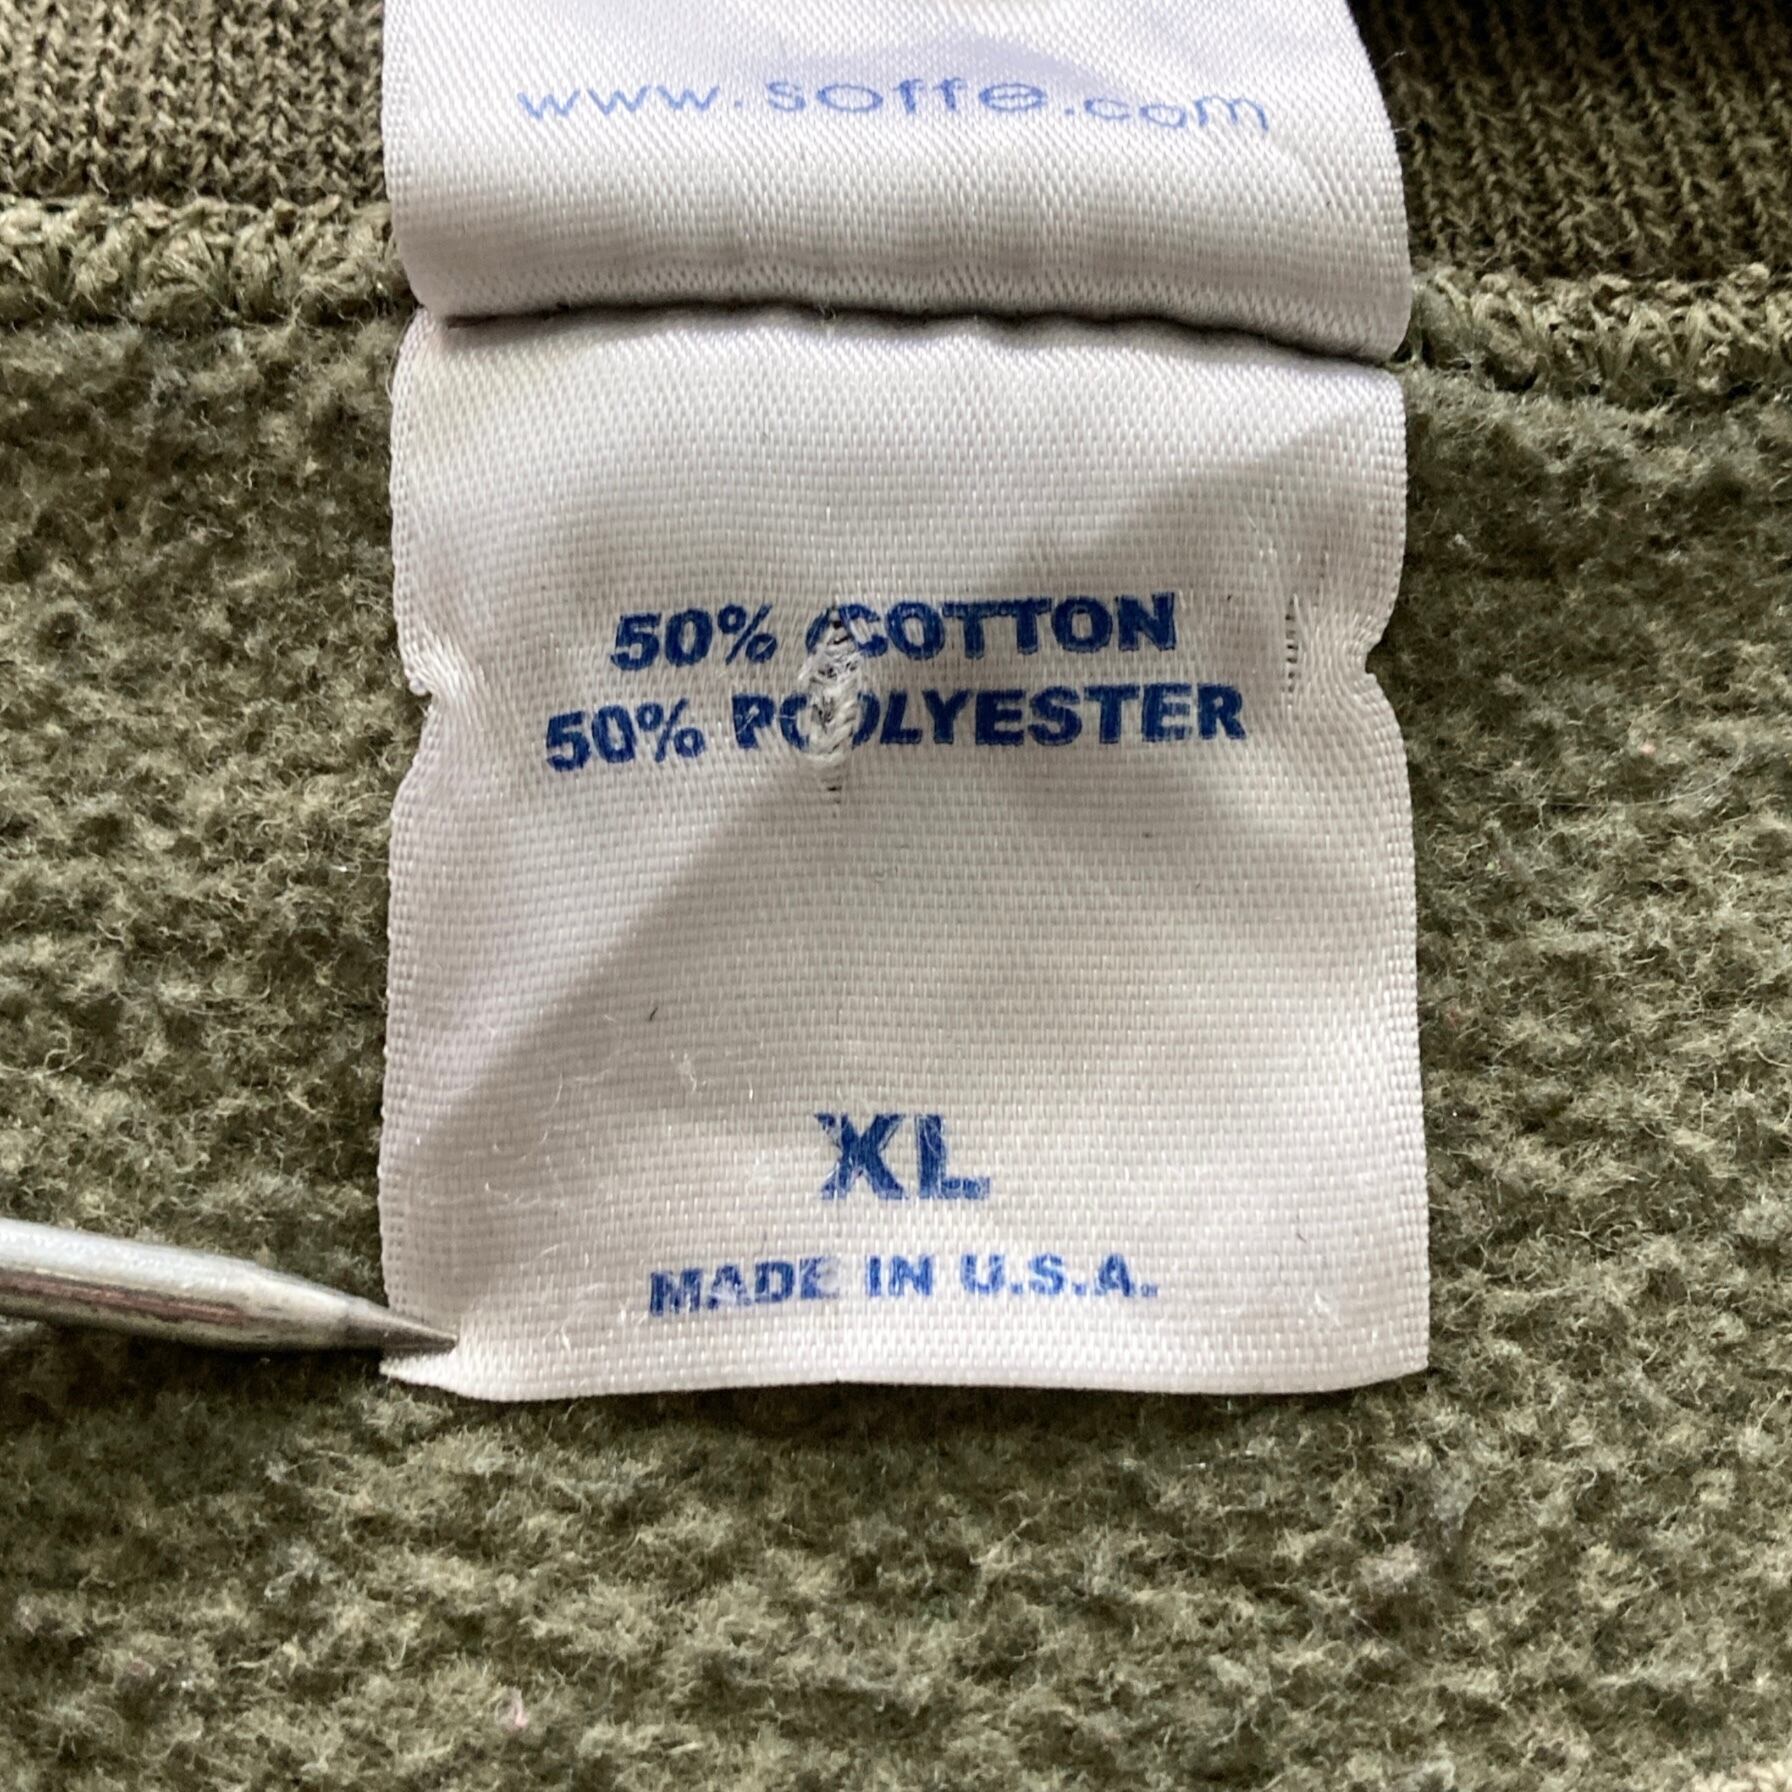 www.soffe.com
50% COTTON
50% POLYESTER
XL
MADE IN U.S.A.